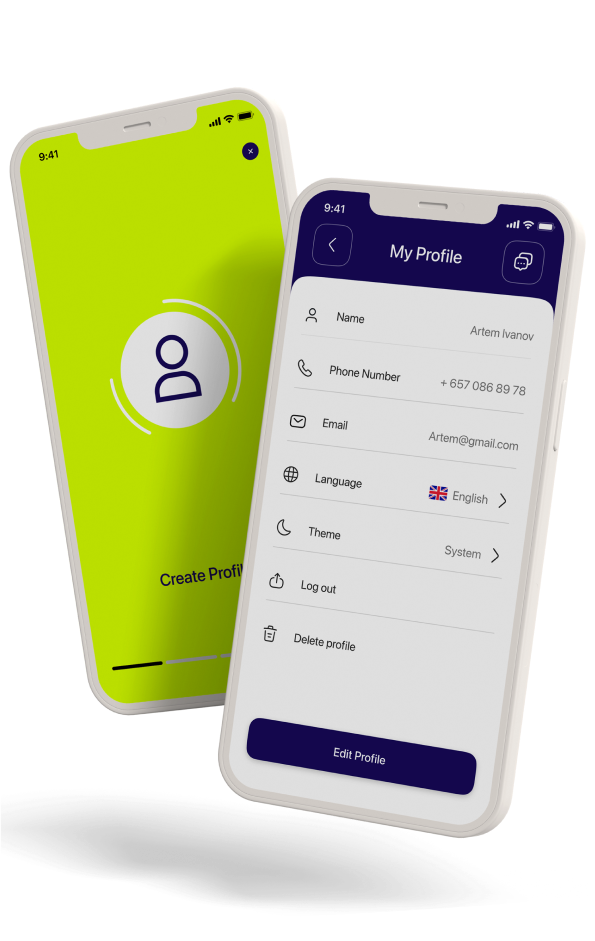 9:41
Create Profil
9:41
My Profile
Name
Artem Ivanov
Phone Number
+ 657 086 89 78
Email
Artem@gmail.com
Language
English
Theme
System
Log out
Delete profile
Edit Profile